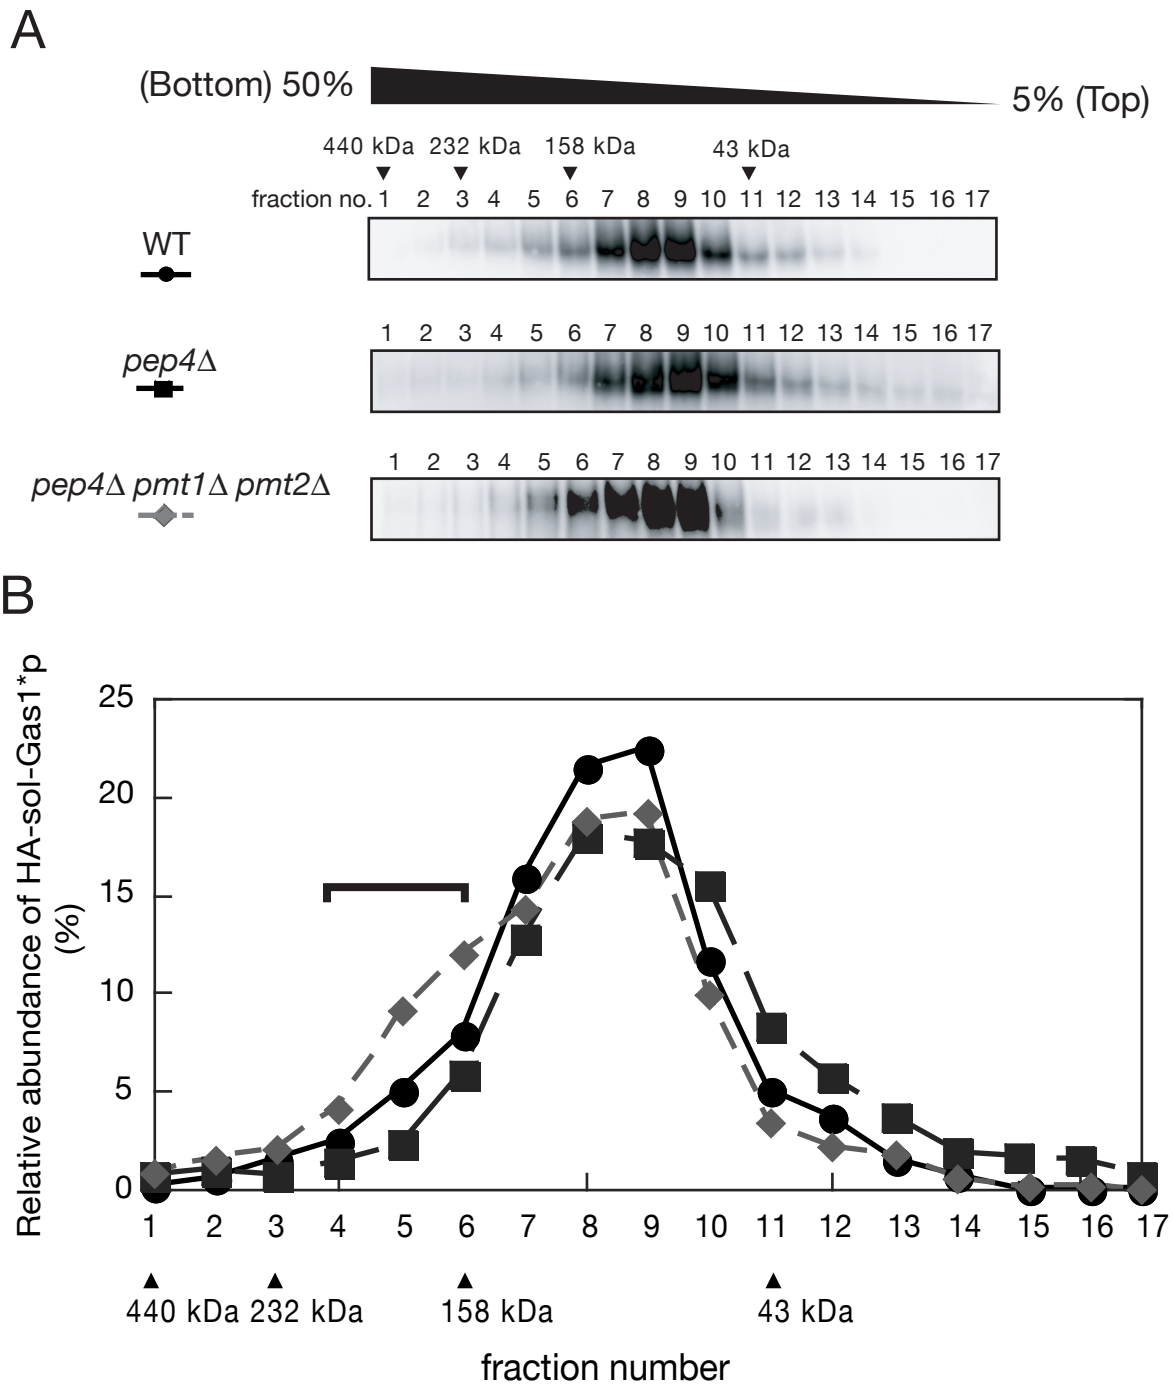 A
(Bottom) 50%
5% (Top)
440 kDa 232 kDa 158 kDa 43 kDa
fraction no. 1 2 3 4 5 6 7 8 9 10 11 12 13 14 15 16 17
WT
1 2 3 4 5 6 7 8 9 10 11 12 13 14 15 16 17
pep4Δ
1 2 3 4 5 6 7 8 9 10 11 12 13 14 15 16 17
pep4Δ pmt1Δ pmt2Δ
B
Relative abundance of HA-sol-Gas1*p
(%)
25
20
15
10
5
0
1 2 3 4 5 6 7 8 9 10 11 12 13 14 15 16 17
440 kDa 232 kDa 158 kDa 43 kDa
fraction number